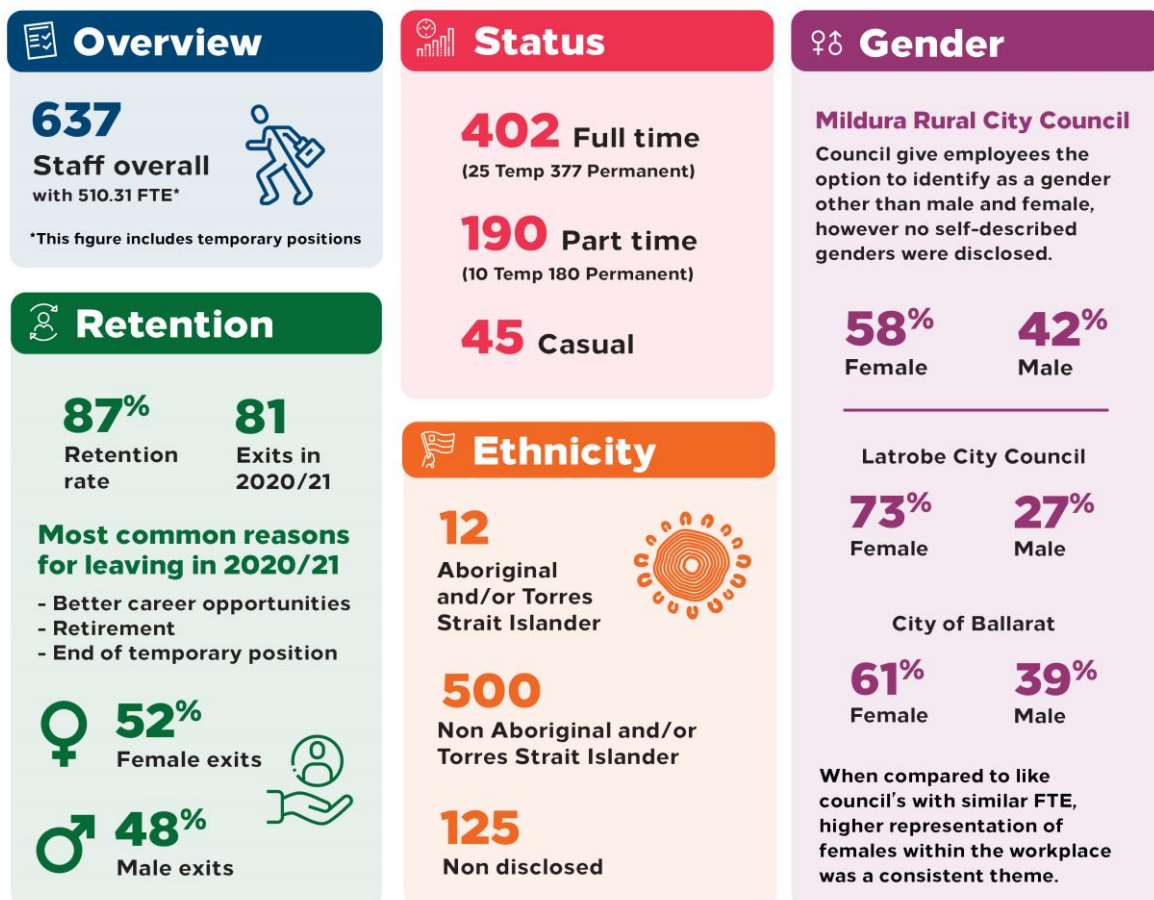 Overview
637
Staff overall
with 510.31 FTE*
*This figure includes temporary positions
Retention
87%
Retention
rate
81
Exits in
2020/21
Most common reasons
for leaving in 2020/21
- Better career opportunities
- Retirement
- End of temporary position
52%
Female exits
48%
Male exits
Status
402 Full time
(25 Temp 377 Permanent)
190 Part time
(10 Temp 180 Permanent)
45 Casual
Ethnicity
12
Aboriginal
and/or Torres
Strait Islander
500
Non Aboriginal and/or
Torres Strait Islander
125
Non disclosed
Gender
Mildura Rural City Council
Council give employees the
option to identify as a gender
other than male and female,
however no self-described
genders were disclosed.
58%
Female
42%
Male
Latrobe City Council
73%
Female
27%
Male
City of Ballarat
61%
Female
39%
Male
When compared to like
council's with similar FTE,
higher representation of
females within the workplace
was a consistent theme.